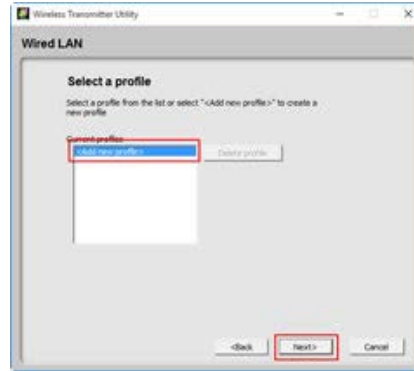 Wireless Transmitter Utility
Wired LAN
Select a profile
Select a profile from the list or select "<Add new profile>" to create a
new profile
Current profiles
<Add new profile>
Delete profile
<Back
Next>
Cancel